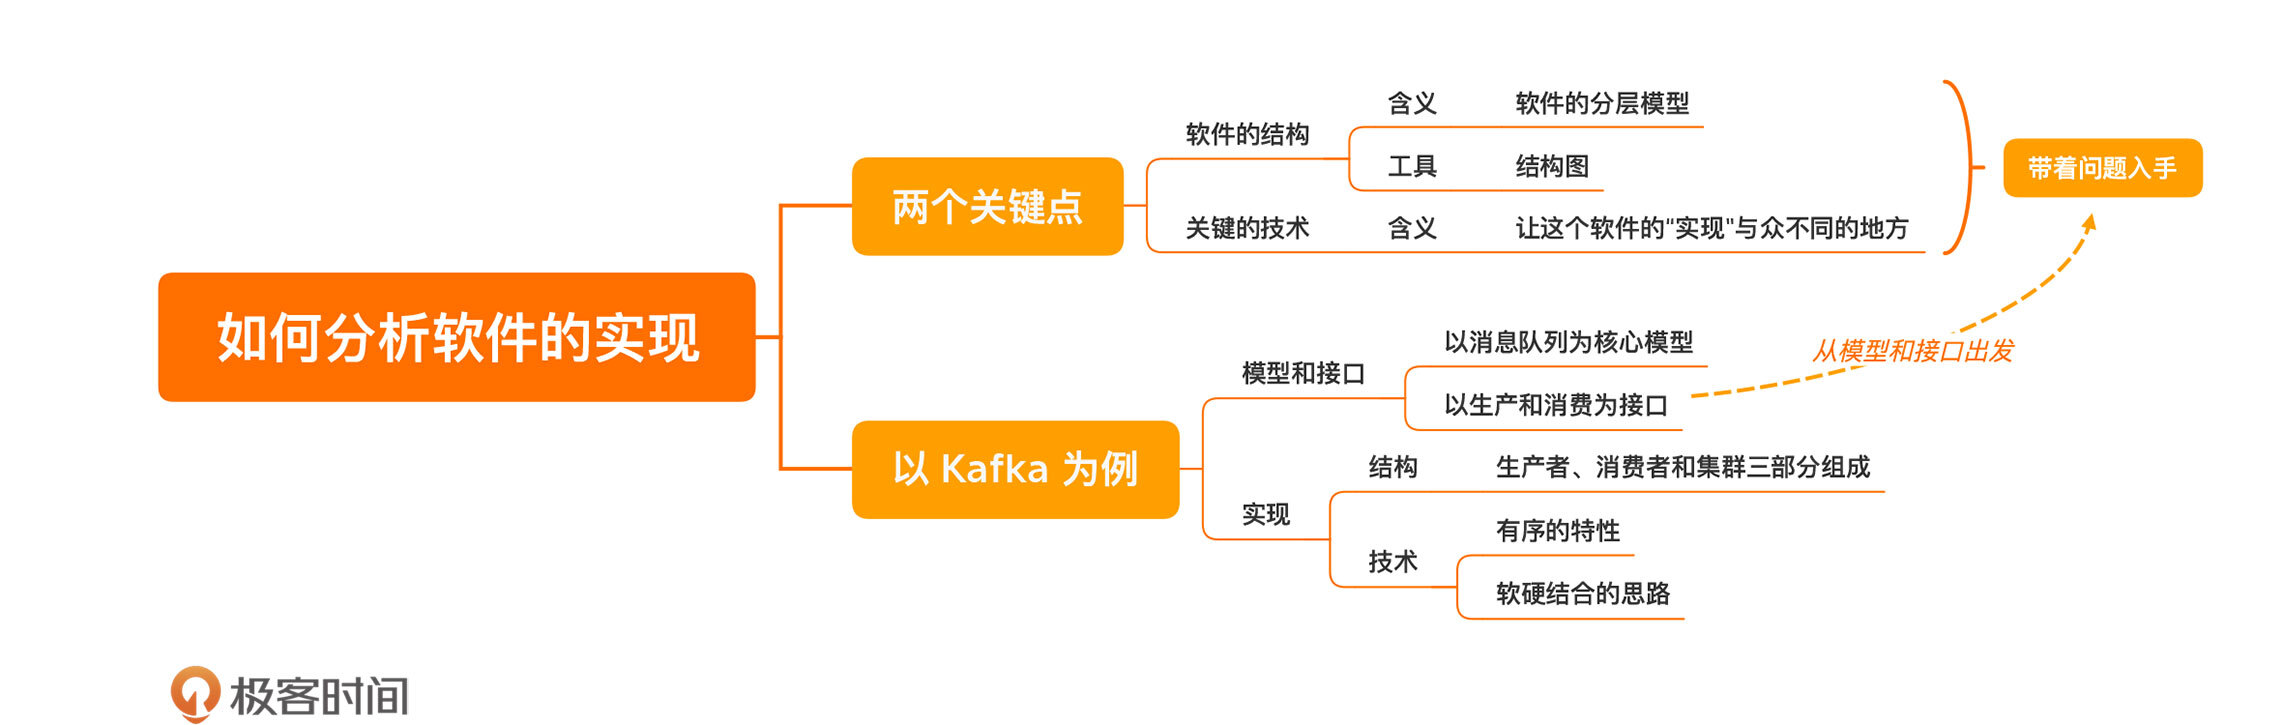 如何分析软件的实现
两个关键点
软件的结构
含义 软件的分层模型
工具 结构图
关键的技术 含义 让这个软件的"实现"与众不同的地方
带着问题入手
从模型和接口出发
以 Kafka 为例
模型和接口
以消息队列为核心模型
以生产和消费为接口
实现
结构 生产者、消费者和集群三部分组成
技术
有序的特性
软硬结合的思路
极客时间